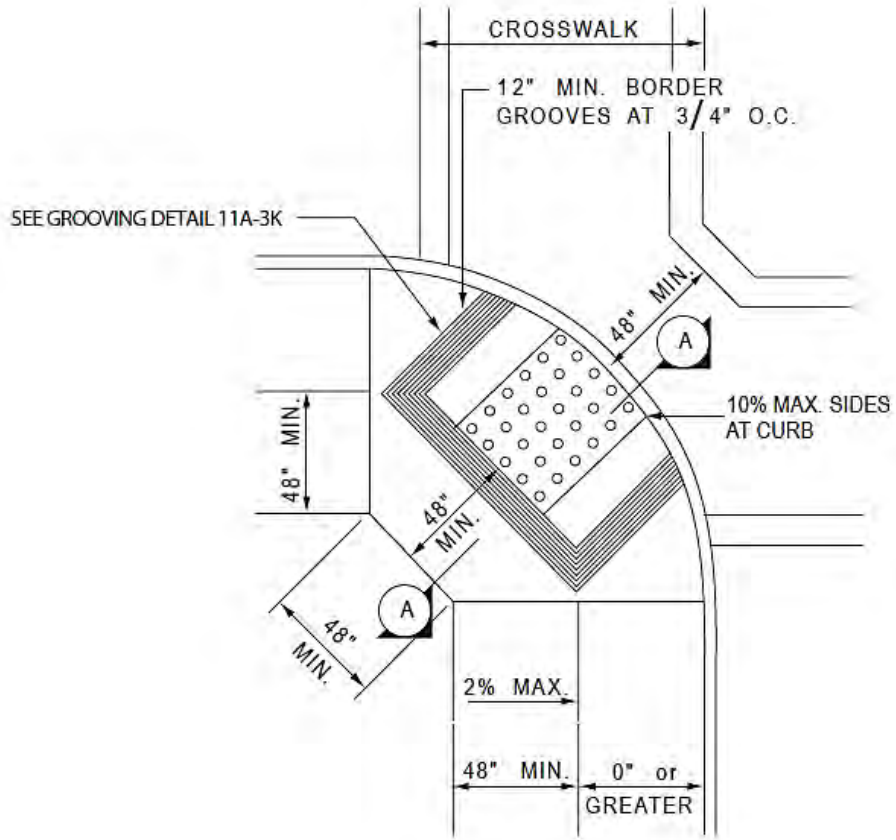 CROSSWALK
12" MIN. BORDER
GROOVES AT 3/4" O.C.
SEE GROOVING DETAIL 11A-3K
48" MIN.
A
10% MAX. SIDES
AT CURB
48" MIN.
48"
MIN.
A
48"
MIN.
2% MAX.
48" MIN.
0" or
GREATER